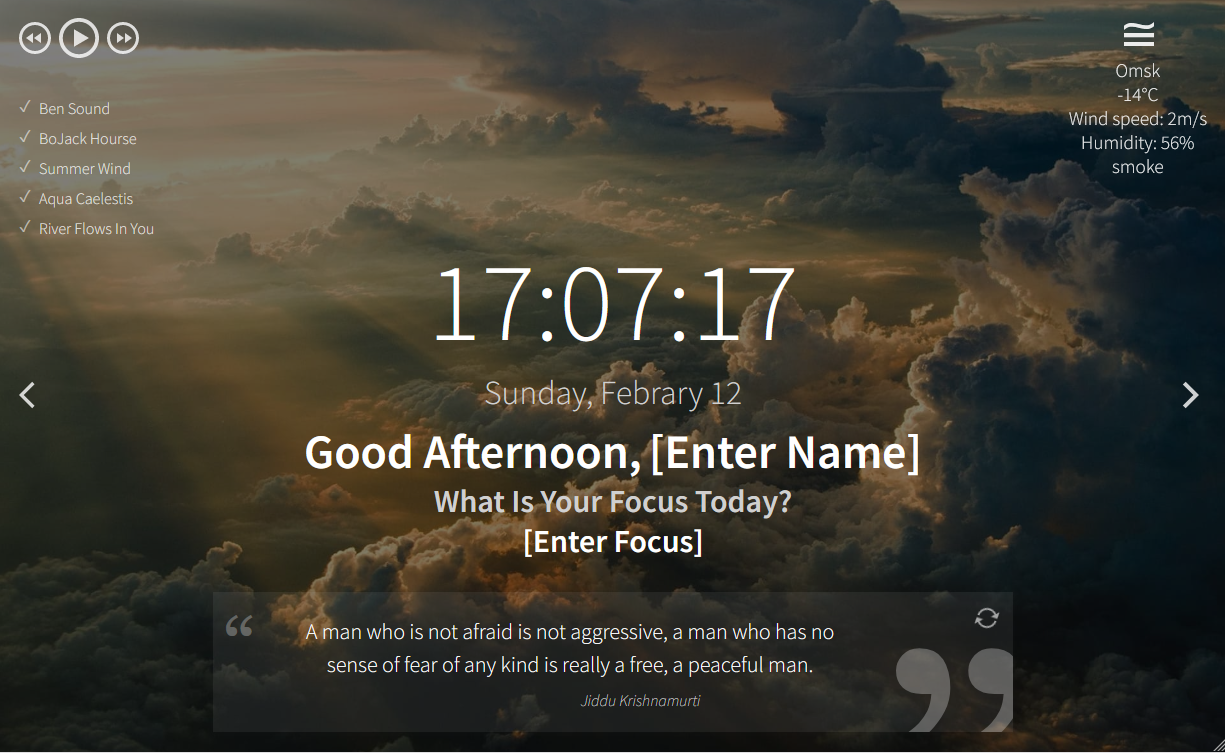 Ben Sound
BoJack Hourse
Summer Wind
Aqua Caelestis
River Flows In You
Omsk
-14°C
Wind speed: 2m/s
Humidity: 56%
smoke
17:07:17
Sunday, Febrary 12
Good Afternoon, [Enter Name]
What Is Your Focus Today?
[Enter Focus]
A man who is not afraid is not aggressive, a man who has no
sense of fear of any kind is really a free, a peaceful man.
Jiddu Krishnamurti